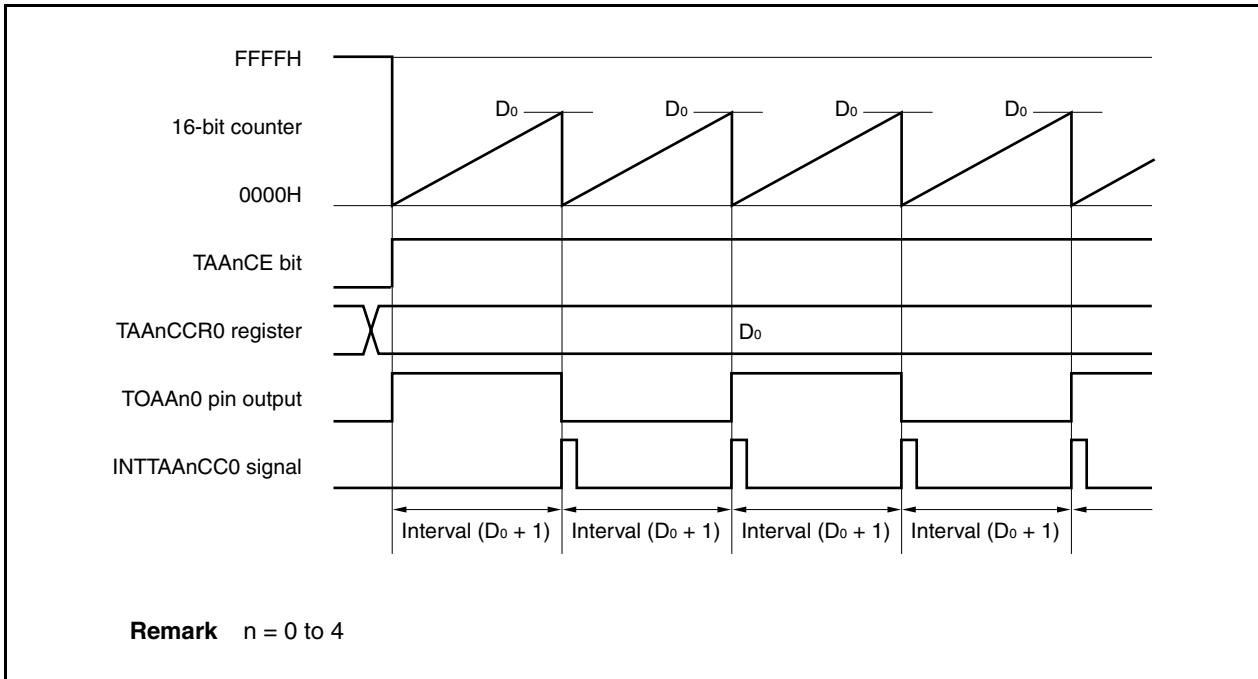 FFFFH
D0 D0 D0 D0
16-bit counter
0000H
TAAnCE bit
TAAnCCR0 register D0
TOAAn0 pin output
INTTAAnCC0 signal
Interval (D0 + 1) Interval (D0 + 1) Interval (D0 + 1) Interval (D0 + 1)
Remark n = 0 to 4